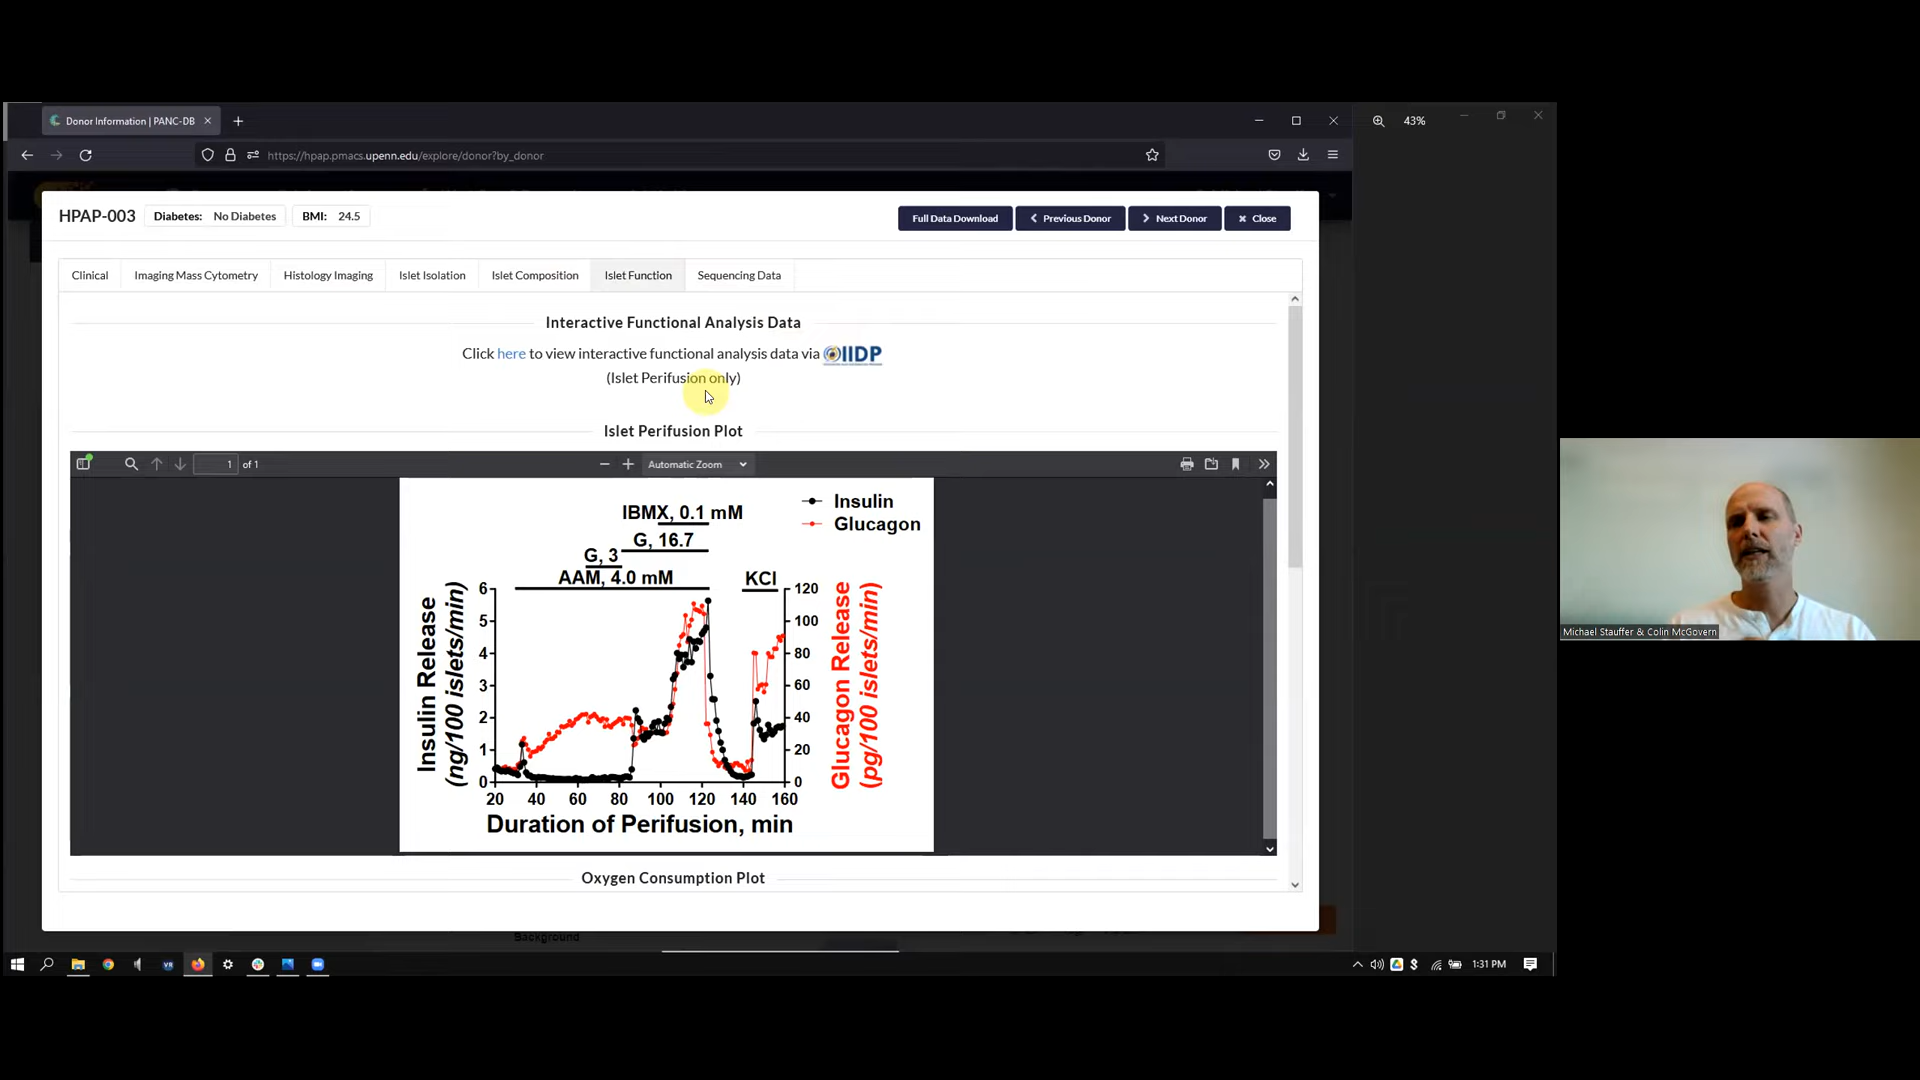 Donor Information | PANC-DB
43%
https://hpap.pmacs.upenn.edu/explore/donor?by_donor
HPAP-003 Diabetes: No Diabetes BMI: 24.5
Full Data Download Previous Donor Next Donor Close
Clinical Imaging Mass Cytometry Histology Imaging Islet Isolation Islet Composition Islet Function Sequencing Data
Interactive Functional Analysis Data
Click here to view interactive functional analysis data via IIDP
(Islet Perifusion only)
Islet Perifusion Plot
1 of 1 Automatic Zoom
Insulin
Glucagon
IBMX, 0.1 mM
G, 16.7
G, 3
AAM, 4.0 mM
KCl
Insulin Release
(ng/100 islets/min)
6
5
4
3
2
1
0
120
100
80
60
40
20
0
Glucagon Release
(pg/100 islets/min)
20 40 60 80 100 120 140 160
Duration of Perifusion, min
Oxygen Consumption Plot
Background
Michael Stauffer & Colin McGovern
VR
1:31 PM